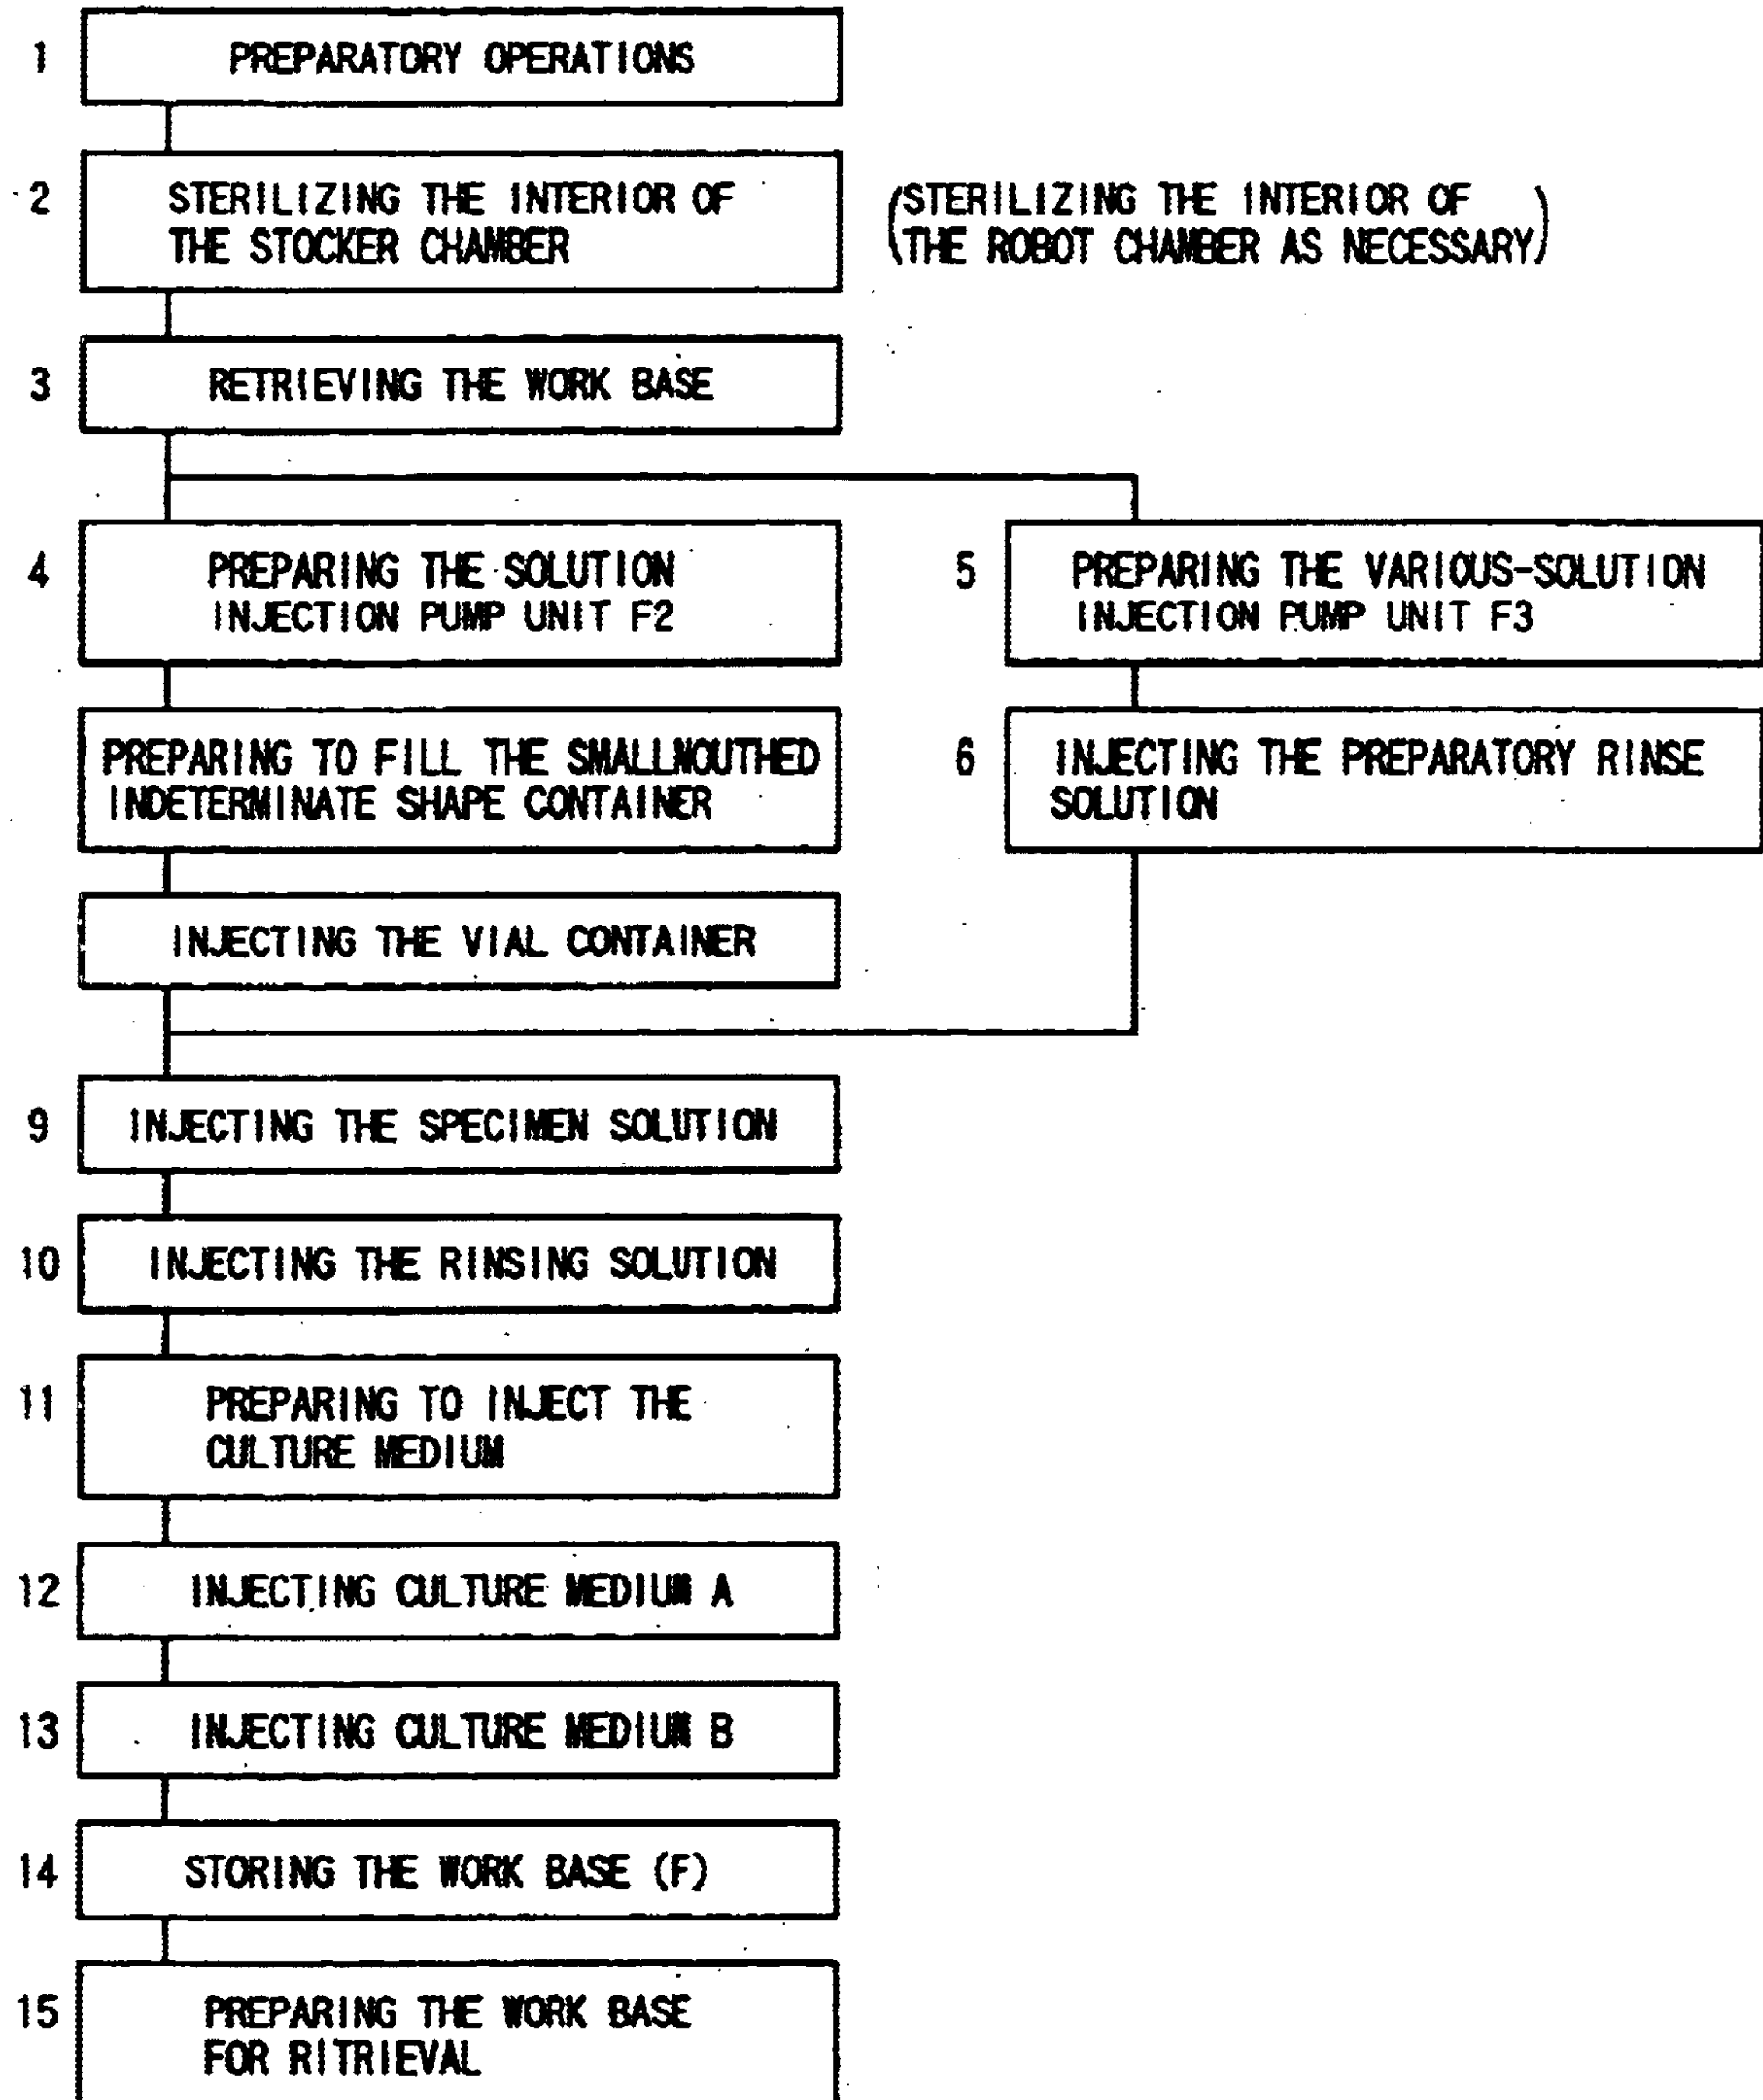 1 PREPARATORY OPERATIONS
2 STERILIZING THE INTERIOR OF
THE STOCKER CHAMBER
(STERILIZING THE INTERIOR OF
THE ROBOT CHAMBER AS NECESSARY)
3 RETRIEVING THE WORK BASE
4 PREPARING THE SOLUTION
INJECTION PUMP UNIT F2
5 PREPARING THE VARIOUS-SOLUTION
INJECTION PUMP UNIT F3
PREPARING TO FILL THE SMALLMOUTHED
INDETERMINATE SHAPE CONTAINER
6 INJECTING THE PREPARATORY RINSE
SOLUTION
INJECTING THE VIAL CONTAINER
9 INJECTING THE SPECIMEN SOLUTION
10 INJECTING THE RINSING SOLUTION
11 PREPARING TO INJECT THE
CULTURE MEDIUM
12 INJECTING CULTURE MEDIUM A
13 INJECTING CULTURE MEDIUM B
14 STORING THE WORK BASE (F)
15 PREPARING THE WORK BASE
FOR RITRIEVAL